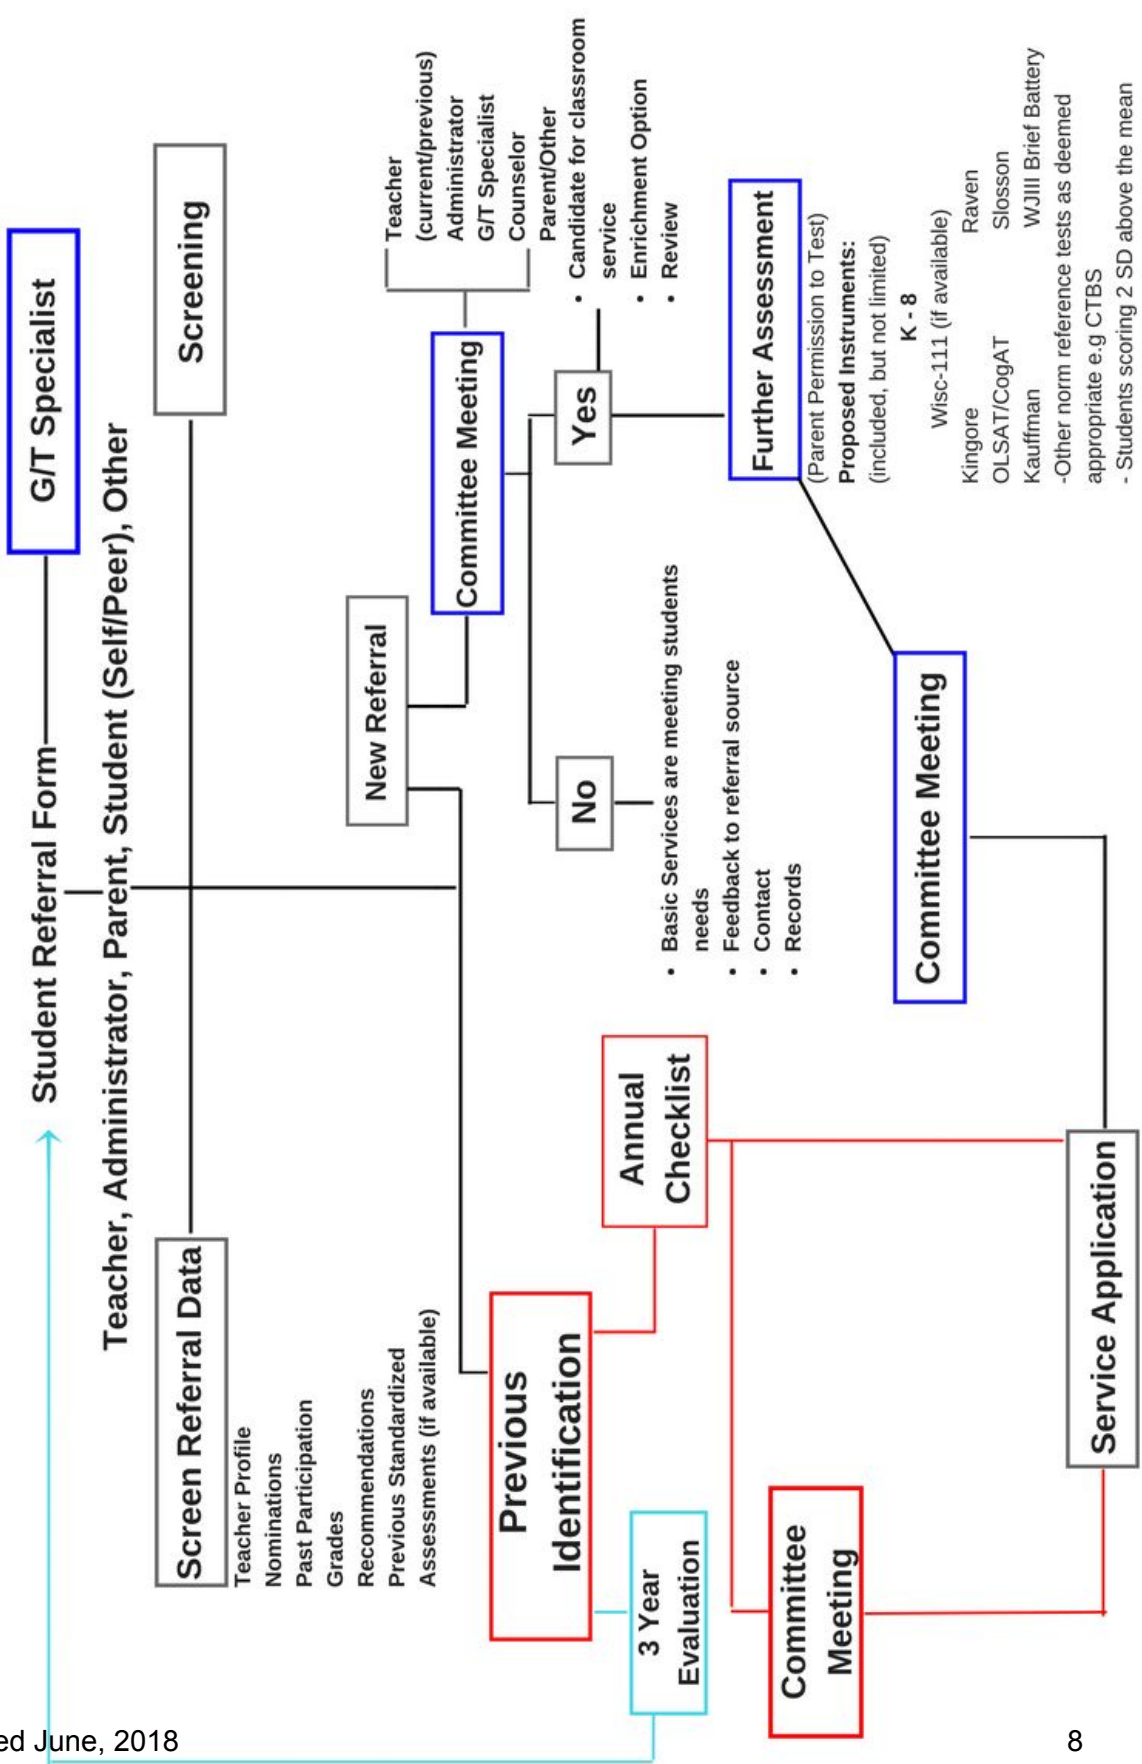 Student Referral Form
G/T Specialist
Teacher, Administrator, Parent, Student (Self/Peer), Other
Screen Referral Data
Screening
Teacher Profile
Nominations
Past Participation
Grades
Recommendations
Previous Standardized
Assessments (if available)
New Referral
Committee Meeting
Teacher
(current/previous)
Administrator
G/T Specialist
Counselor
Parent/Other
Previous
Identification
No
Yes
• Candidate for classroom
service
• Enrichment Option
• Review
• Basic Services are meeting students
needs
• Feedback to referral source
• Contact
• Records
3 Year
Evaluation
Annual
Checklist
Further Assessment
(Parent Permission to Test)
Proposed Instruments:
(included, but not limited)
K - 8
Wisc-111 (if available)
Kingore Raven
OLSAT/CogAT Slosson
Kauffman WJIII Brief Battery
-Other norm reference tests as deemed
appropriate e.g CTBS
- Students scoring 2 SD above the mean
Committee
Meeting
Committee Meeting
Service Application
June, 2018
8